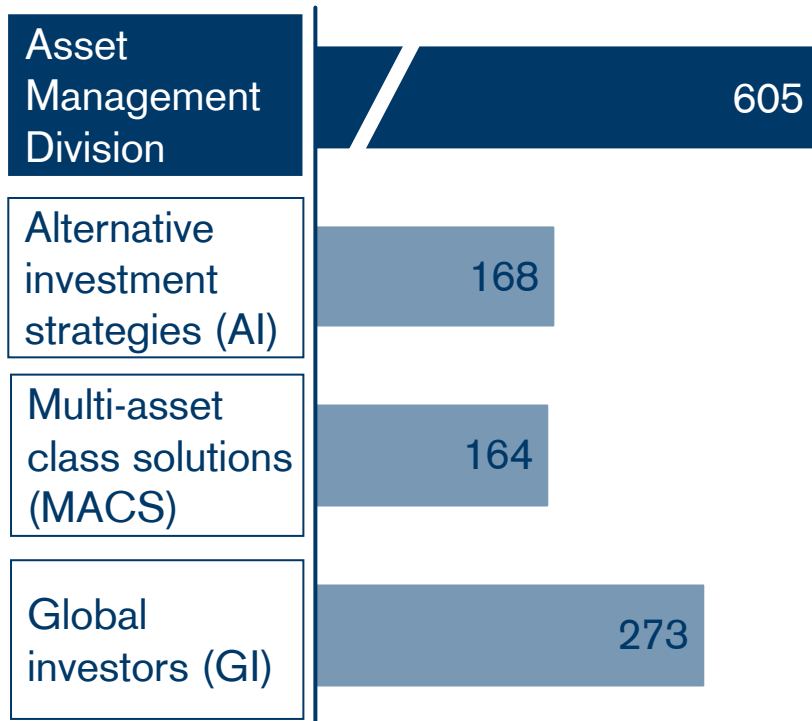 Asset
Management
Division
605
Alternative
investment
strategies (AI)
168
Multi-asset
class solutions
(MACS)
164
Global
investors (GI)
273